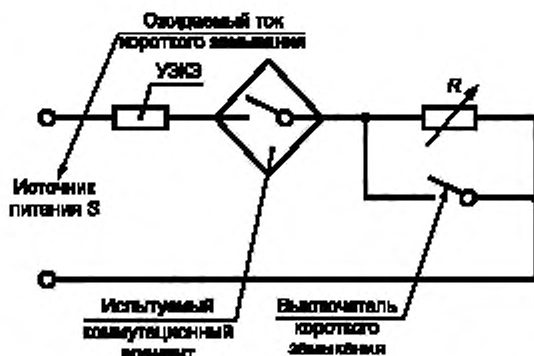 Ожидаемый ток
короткого замыкания
УЗКЗ
R
Источник
питания S
Испытуемый
коммутационный
элемент
Выключатель
короткого
замыкания